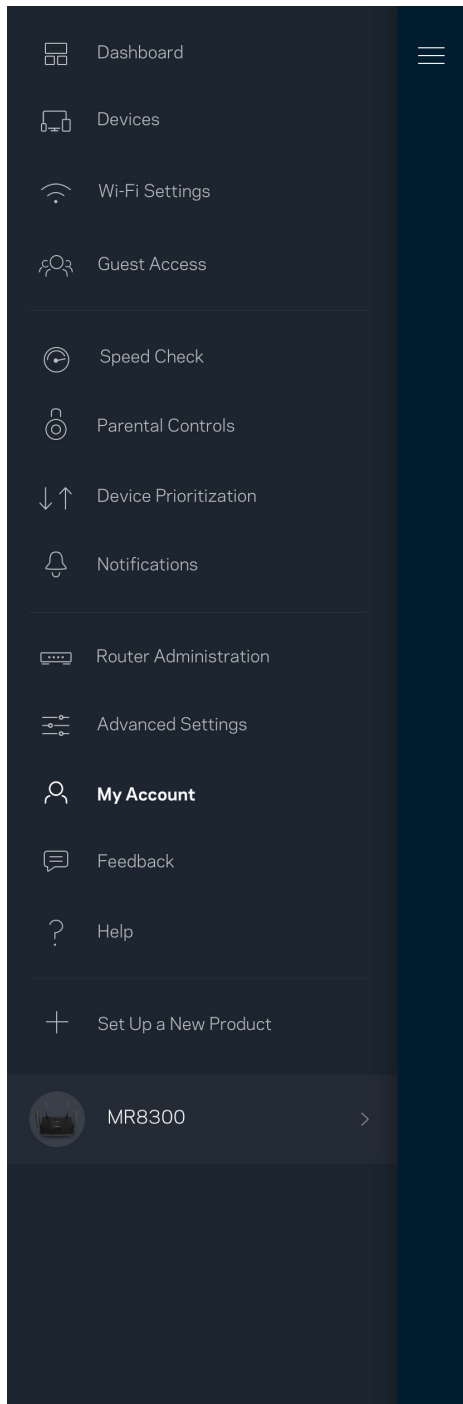 Dashboard
Devices
Wi-Fi Settings
Guest Access
Speed Check
Parental Controls
Device Prioritization
Notifications
Router Administration
Advanced Settings
My Account
Feedback
Help
Set Up a New Product
MR8300